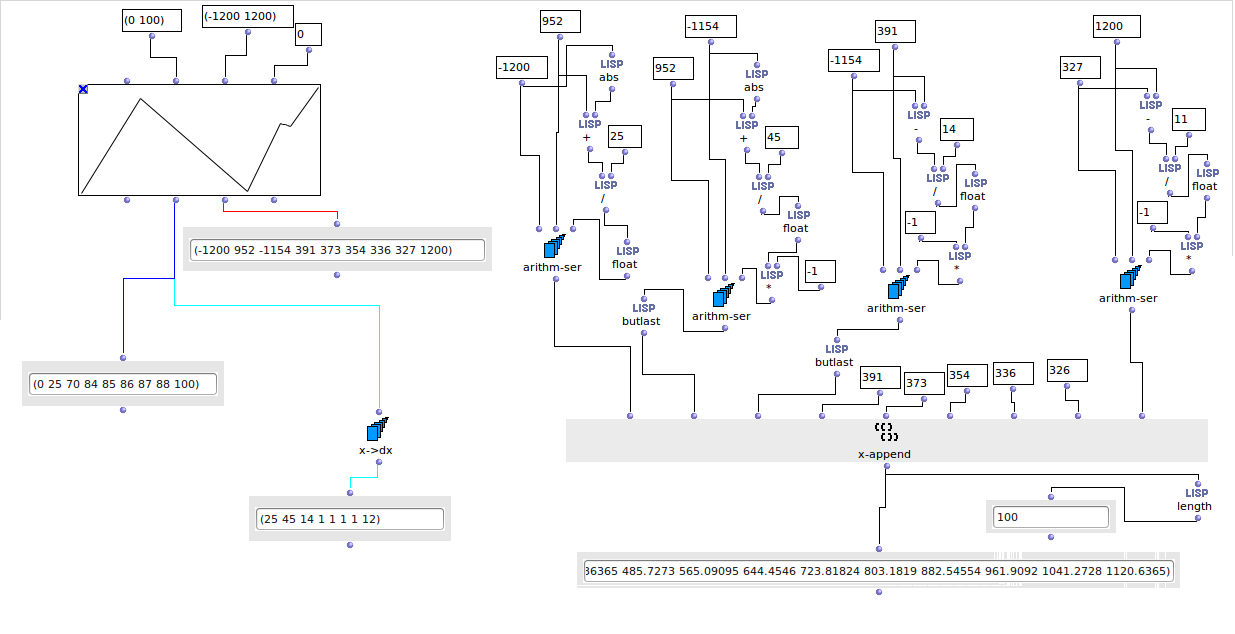 (0 100)
(-1200 1200)
0
(-1200 952 -1154 391 373 354 336 327 1200)
(0 25 70 84 85 86 87 88 100)
x->dx
(25 45 14 1 1 1 1 12)
952
-1200
LISP
abs
LISP
+
25
LISP
/
LISP
float
arithm-ser
-1154
952
LISP
abs
LISP
+
45
LISP
/
LISP
float
LISP
*
-1
arithm-ser
LISP
butlast
391
-1154
LISP
-
14
LISP
/
LISP
float
-1
LISP
*
arithm-ser
LISP
butlast
1200
327
LISP
-
11
LISP
/
LISP
float
-1
LISP
*
arithm-ser
391
373
354
336
326
x-append
LISP
length
100
36365 485.7273 565.09095 644.4546 723.81824 803.1819 882.54554 961.9092 1041.2728 1120.6365)